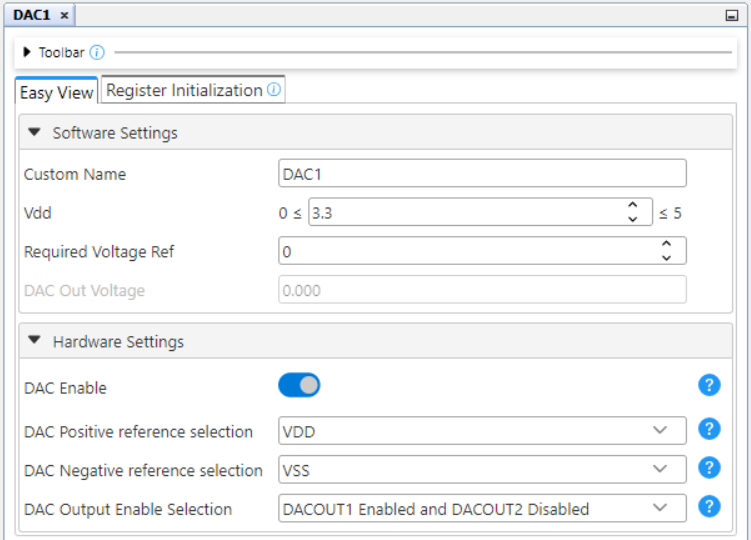 DAC1 ×
Toolbar i
Easy View Register Initialization i
Software Settings
Custom Name DAC1
Vdd 0 ≤ 3.3 ≤ 5
Required Voltage Ref 0
DAC Out Voltage 0.000
Hardware Settings
DAC Enable ?
DAC Positive reference selection VDD ?
DAC Negative reference selection VSS ?
DAC Output Enable Selection DACOUT1 Enabled and DACOUT2 Disabled ?